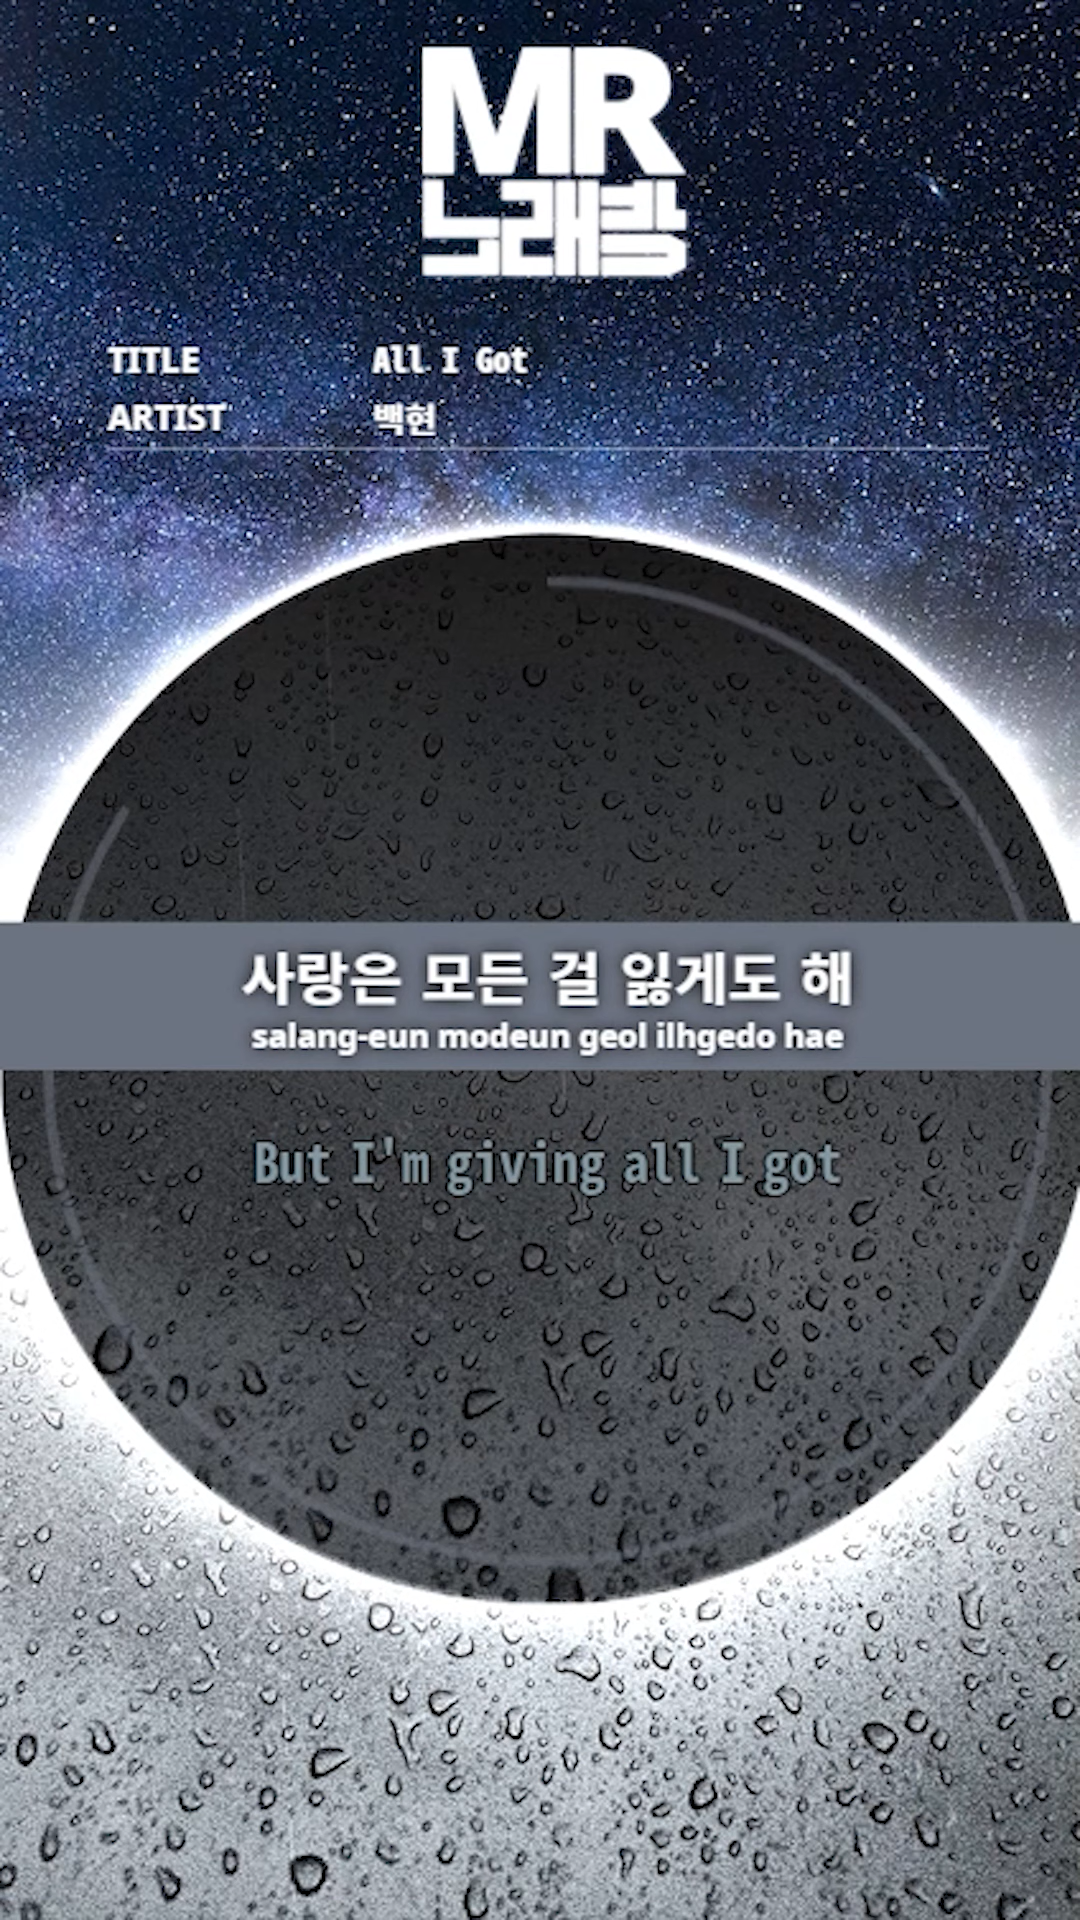 MR
노래방
TITLE All I Got
ARTIST 백현
사랑은 모든 걸 잃게도 해
salang-eun modeun geol ilhgedo hae
But I'm giving all I got